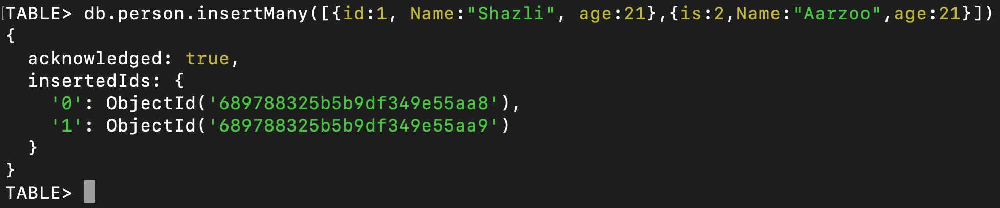 TABLE> db.person.insertMany([{id:1, Name:"Shazli", age:21},{is:2,Name:"Aarzoo",age:21}])
{
  acknowledged: true,
  insertedIds: {
    '0': ObjectId('689788325b5b9df349e55aa8'),
    '1': ObjectId('689788325b5b9df349e55aa9')
  }
}
TABLE>